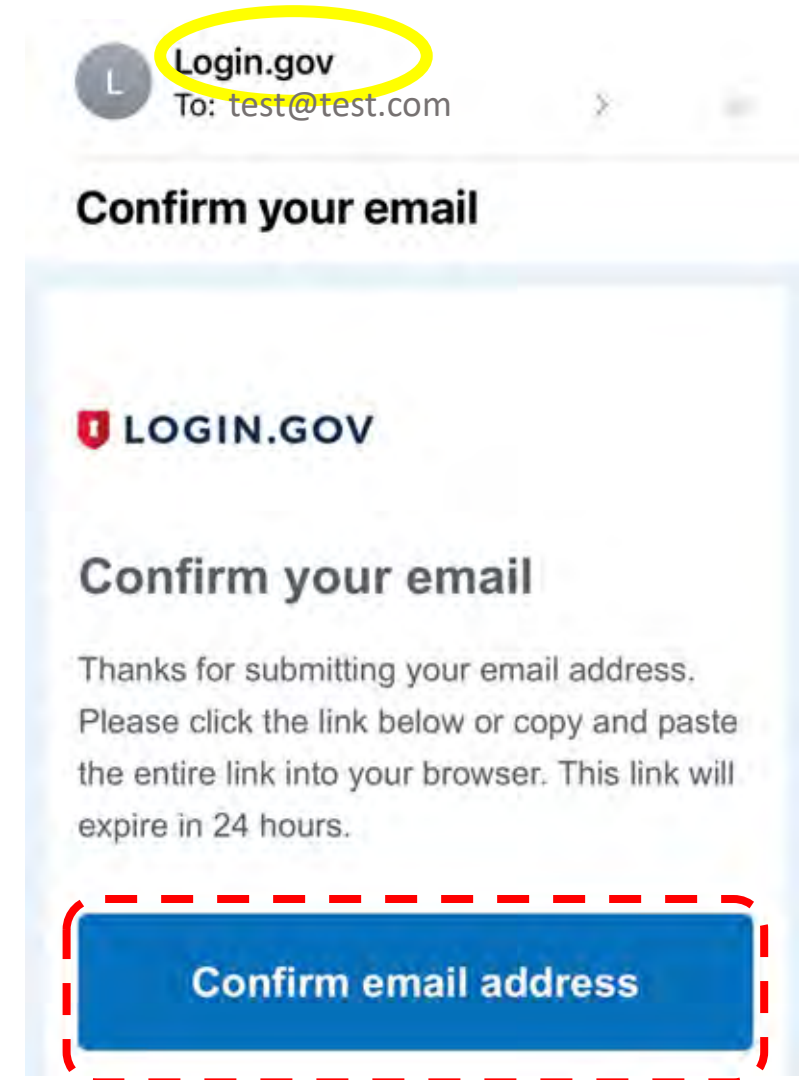 L
Login.gov
To: test@test.com
Confirm your email
LOGIN.GOV
Confirm your email
Thanks for submitting your email address.
Please click the link below or copy and paste
the entire link into your browser. This link will
expire in 24 hours.
Confirm email address